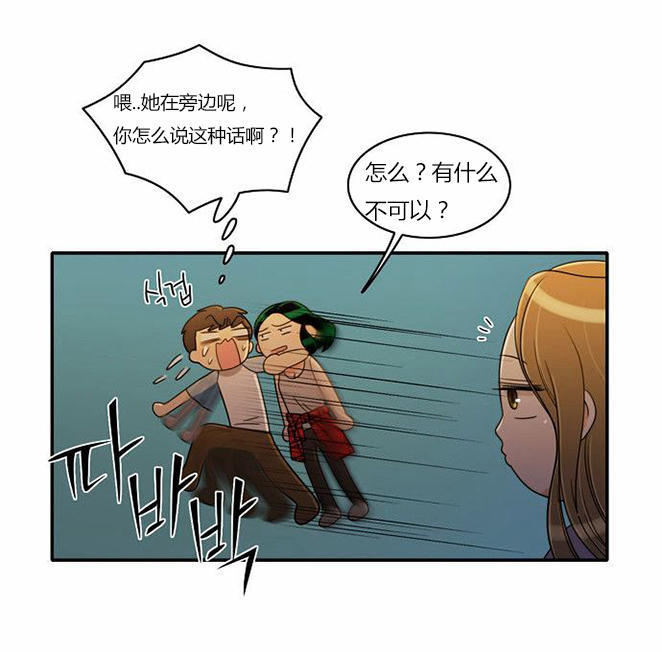 喂..她在旁边呢，
你怎么说这种话啊？！
怎么？有什么
不可以？
식겁
파바박